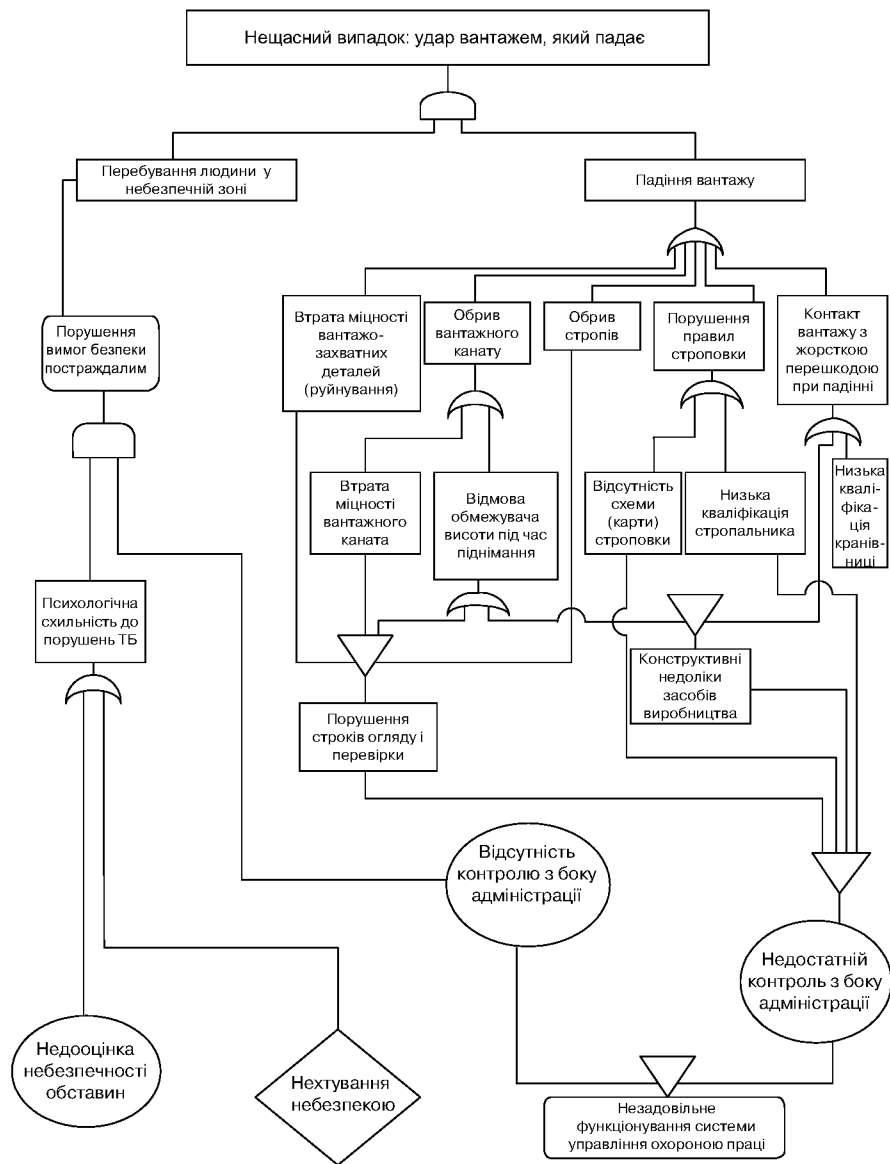 Нещасний випадок: удар вантажем, який падає
Перебування людини у
небезпечній зоні
Падіння вантажу
Порушення
вимог безпеки
постраждалим
Втрата міцності
вантажо-
захватних
деталей
(руйнування)
Обрив
вантажного
канату
Обрив
стропів
Порушення
правил
строповки
Контакт
вантажу з
жорсткою
перешкодою
при падінні
Втрата
міцності
вантажного
каната
Відмова
обмежувача
висоти під час
піднімання
Відсутність
схеми
(карти)
строповки
Низька
кваліфікація
стропальника
Низька
квалі-
фіка-
ція
кранів-
ниці
Психологічна
схильність до
порушень ТБ
Конструктивні
недоліки
засобів
виробництва
Порушення
строків огляду і
перевірки
Відсутність
контролю з боку
адміністрації
Недостатній
контроль з боку
адміністрації
Недооцінка
небезпечності
обставин
Нехтування
небезпекою
Незадовільне
функціонування системи
управління охороною праці